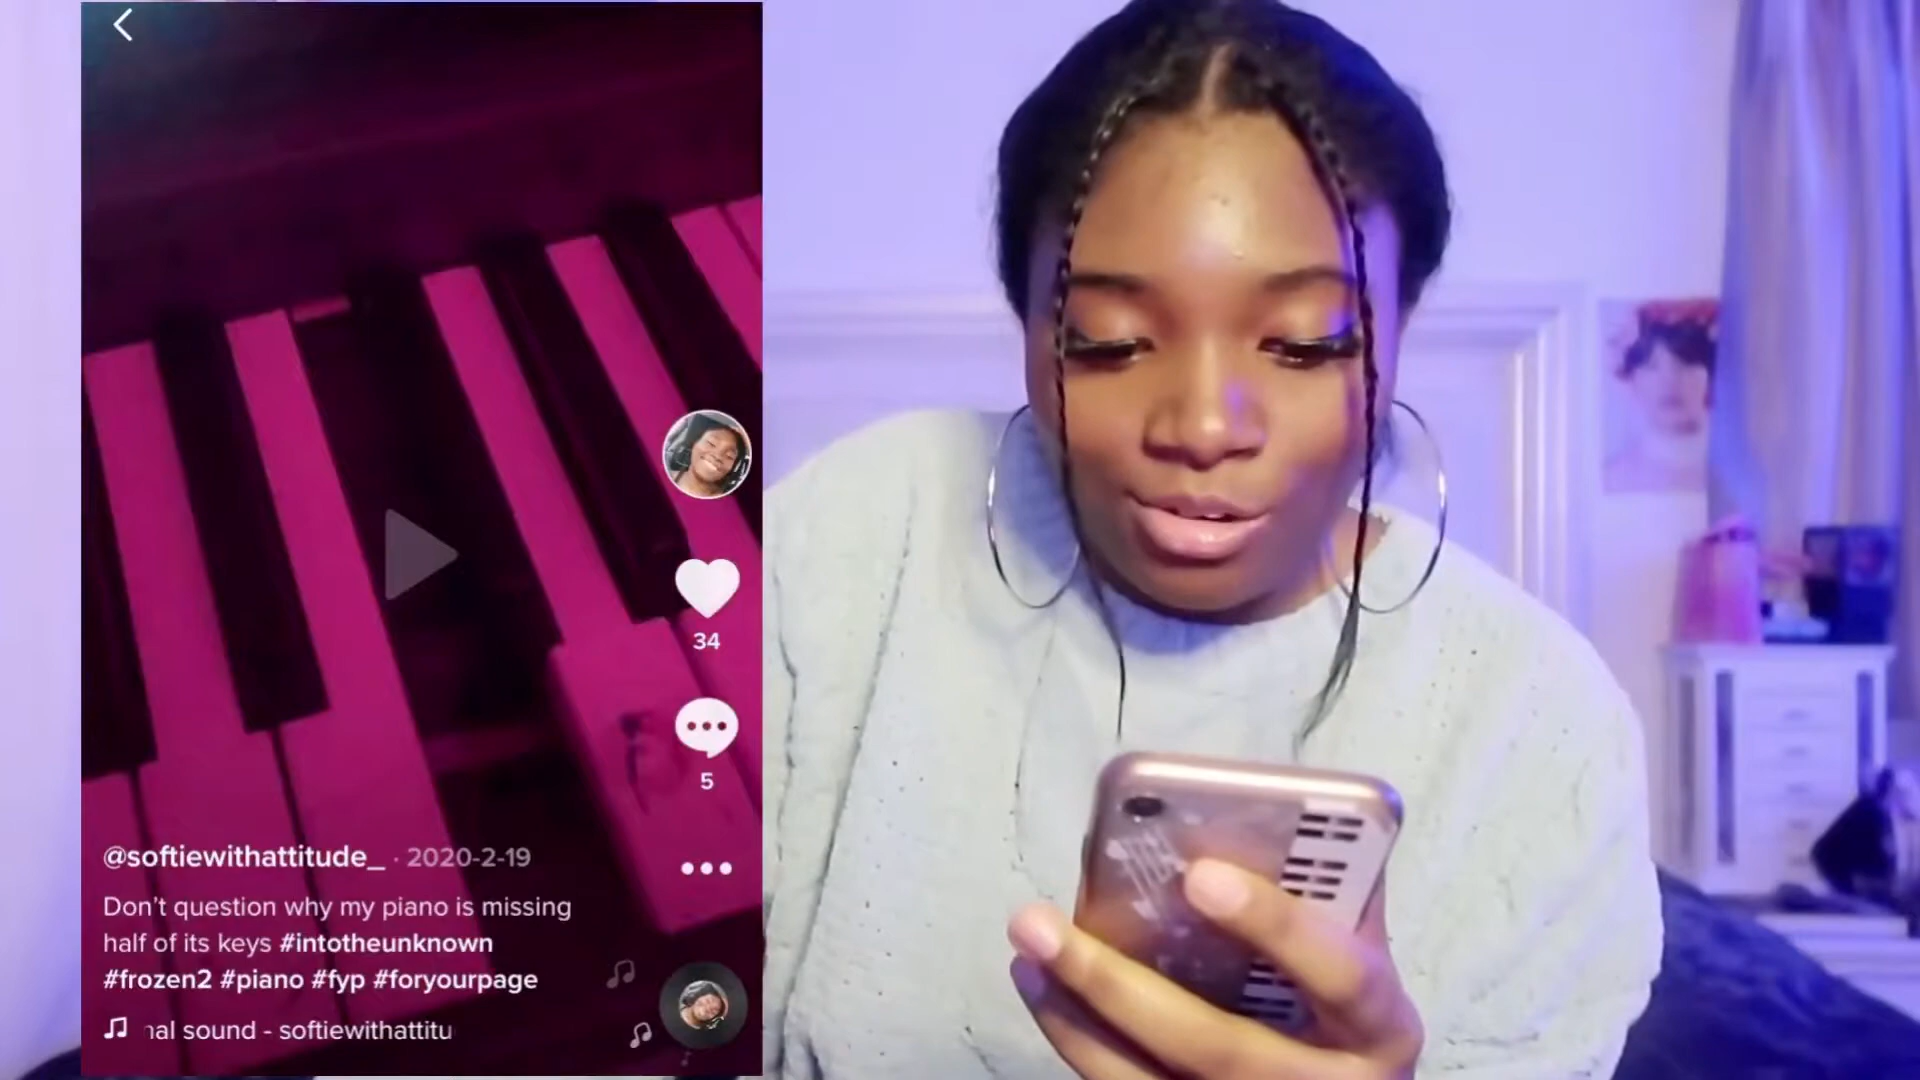 34
5
@softiewithattitude_ · 2020-2-19
Don't question why my piano is missing
half of its keys #intotheunknown
#frozen2 #piano #fyp #foryourpage
nal sound - softiewithattitu